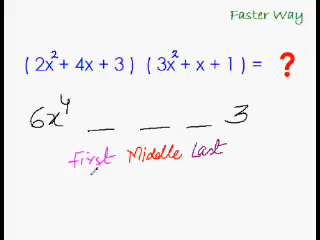 Faster Way
( 2x² + 4x + 3 ) ( 3x² + x + 1 ) = ?
6x⁴ _ _ _ 3
First Middle Last